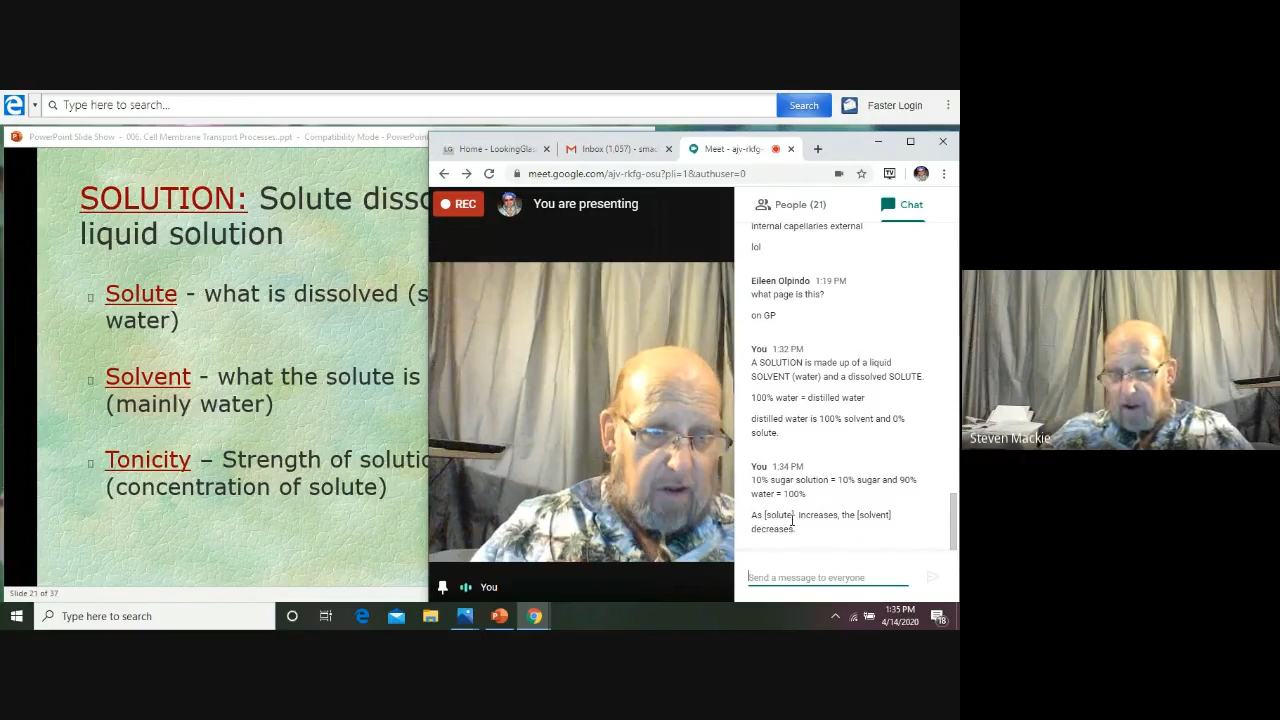 Type here to search...
Search
Faster Login
PowerPoint Slide Show - 006. Cell Membrane Transport Processes..ppt - Compatibility Mode - PowerPoi
SOLUTION: Solute disso
liquid solution
Solute - what is dissolved (s
water)
Solvent - what the solute is
(mainly water)
Tonicity – Strength of solutio
(concentration of solute)
Slide 21 of 37
LG Home - LookingGlas
Inbox (1,057) - smac
Meet - ajv-rkfg-
meet.google.com/ajv-rkfg-osu?pli=1&authuser=0
TV
REC
You are presenting
You
People (21)
Chat
internal capellaries external
lol
Eileen Olpindo 1:19 PM
what page is this?
on GP
You 1:32 PM
A SOLUTION is made up of a liquid
SOLVENT (water) and a dissolved SOLUTE.
100% water = distilled water
distilled water is 100% solvent and 0%
solute.
You 1:34 PM
10% sugar solution = 10% sugar and 90%
water = 100%
As [solute] increases, the [solvent]
decreases.
Send a message to everyone
Steven Mackie
Type here to search
1:35 PM
4/14/2020
18